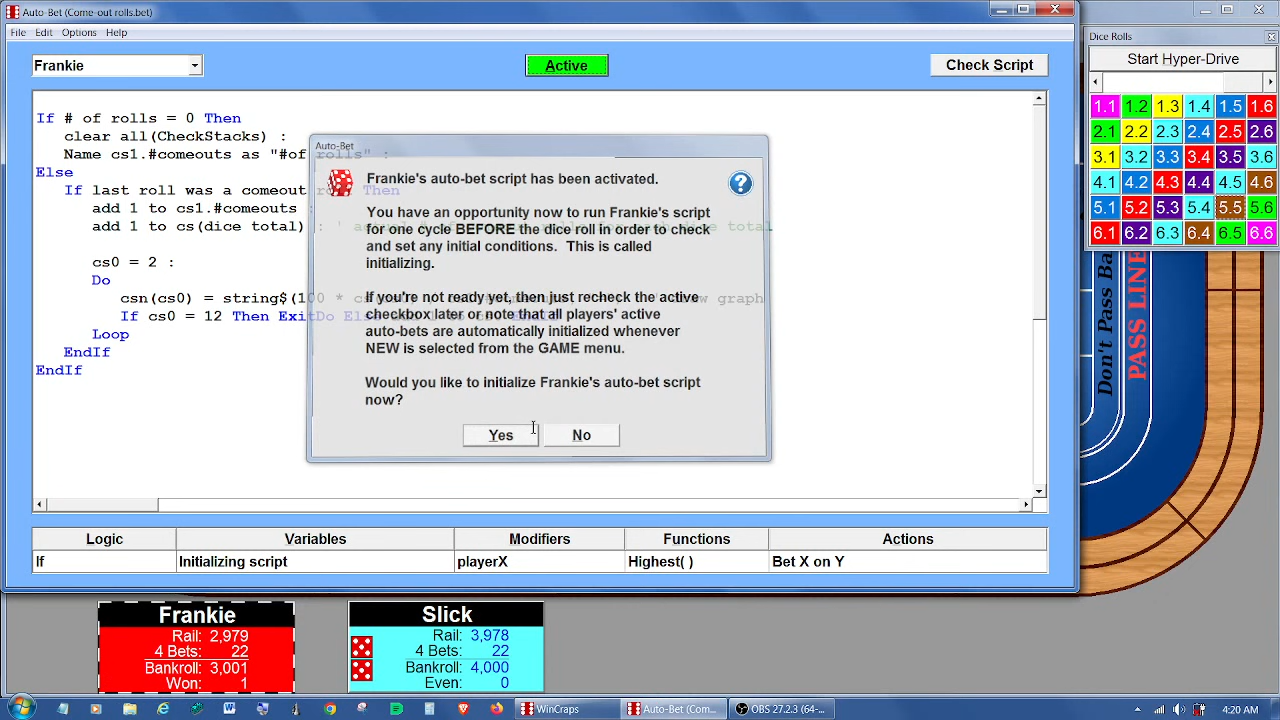 Auto-Bet (Come-out rolls.bet)
File Edit Options Help
Frankie
Active
Check Script
If # of rolls = 0 Then
clear all(CheckStacks) :
Name cs1.#comeouts as "#of rolls" :
Else
If last roll was a comeout roll Then
add 1 to cs1.#comeouts :
add 1 to cs(dice total) :
cs0 = 2 :
Do
csn(cs0) = string$(100 * cs
If cs0 = 12 Then ExitDo Else
Loop
EndIf
EndIf
Auto-Bet
Frankie's auto-bet script has been activated.
You have an opportunity now to run Frankie's script
for one cycle BEFORE the dice roll in order to check
and set any initial conditions. This is called
initializing.
If you're not ready yet, then just recheck the active
checkbox later or note that all players' active
auto-bets are automatically initialized whenever
NEW is selected from the GAME menu.
Would you like to initialize Frankie's auto-bet script
now?
Yes No
Logic Variables Modifiers Functions Actions
If Initializing script playerX Highest( ) Bet X on Y
Dice Rolls
Start Hyper-Drive
1.1 1.2 1.3 1.4 1.5 1.6
2.1 2.2 2.3 2.4 2.5 2.6
3.1 3.2 3.3 3.4 3.5 3.6
4.1 4.2 4.3 4.4 4.5 4.6
5.1 5.2 5.3 5.4 5.5 5.6
6.1 6.2 6.3 6.4 6.5 6.6
Don't Pass Ba
PASS LINE
Frankie
Rail: 2,979
4 Bets: 22
Bankroll: 3,001
Won: 1
Slick
Rail: 3,978
4 Bets: 22
Bankroll: 4,000
Even: 0
WinCraps
Auto-Bet (Com...
OBS 27.2.3 (64-...
4:20 AM